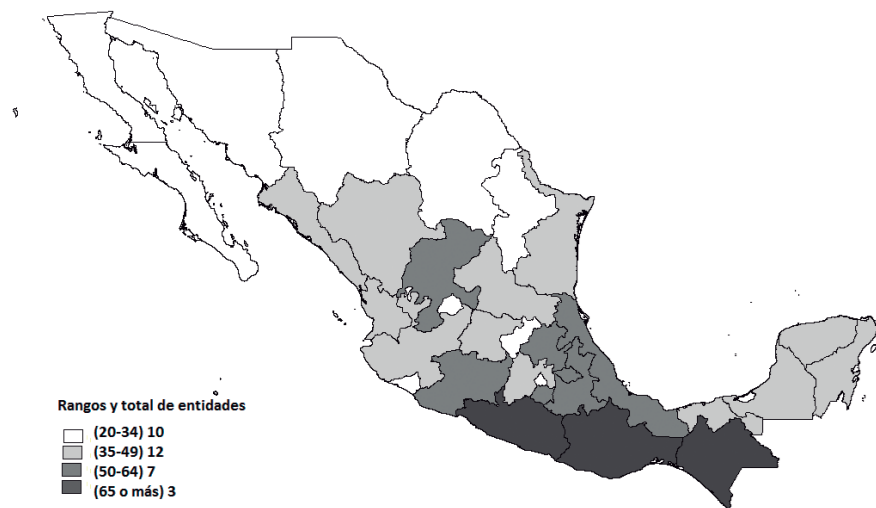 Rangos y total de entidades
(20-34) 10
(35-49) 12
(50-64) 7
(65 o más) 3